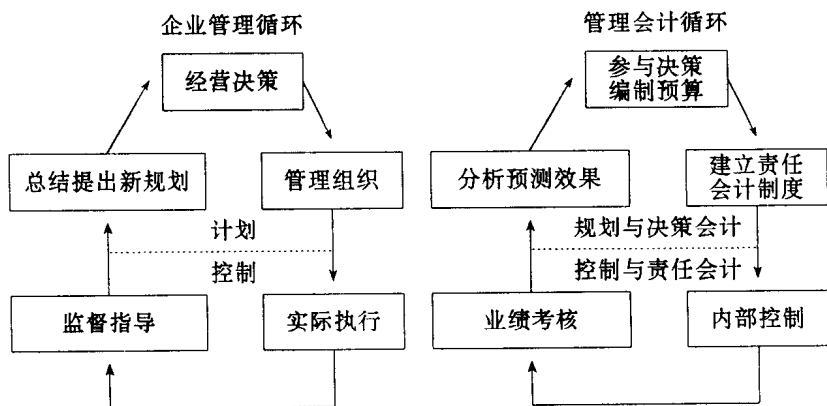 企业管理循环
经营决策
总结提出新规划
管理组织
计划
控制
监督指导
实际执行
管理会计循环
参与决策
编制预算
分析预测效果
建立责任
会计制度
规划与决策会计
控制与责任会计
业绩考核
内部控制